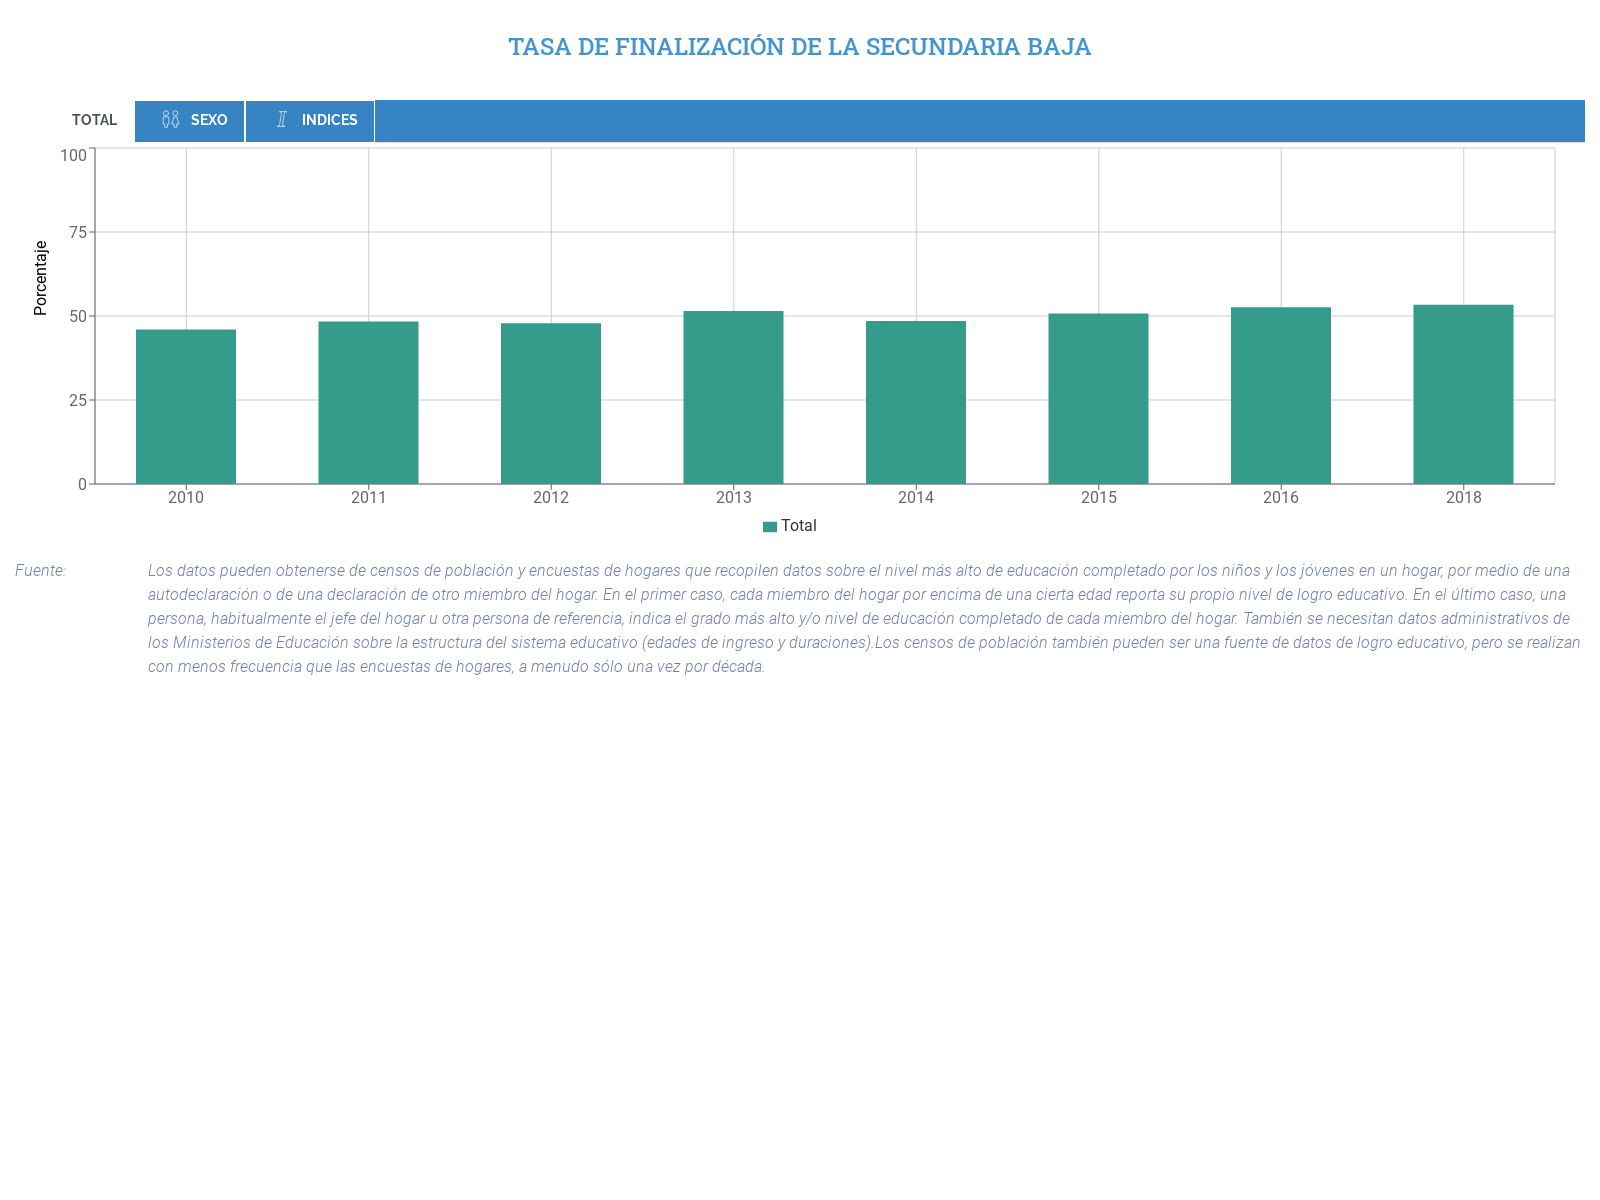 TASA DE FINALIZACIÓN DE LA SECUNDARIA BAJA
TOTAL SEXO INDICES
100
75
50
25
0
Porcentaje
2010 2011 2012 2013 2014 2015 2016 2018
Total
Fuente: Los datos pueden obtenerse de censos de población y encuestas de hogares que recopilen datos sobre el nivel más alto de educación completado por los niños y los jóvenes en un hogar, por medio de una
autodeclaración o de una declaración de otro miembro del hogar. En el primer caso, cada miembro del hogar por encima de una cierta edad reporta su propio nivel de logro educativo. En el último caso, una
persona, habitualmente el jefe del hogar u otra persona de referencia, indica el grado más alto y/o nivel de educación completado de cada miembro del hogar. También se necesitan datos administrativos de
los Ministerios de Educación sobre la estructura del sistema educativo (edades de ingreso y duraciones).Los censos de población también pueden ser una fuente de datos de logro educativo, pero se realizan
con menos frecuencia que las encuestas de hogares, a menudo sólo una vez por década.